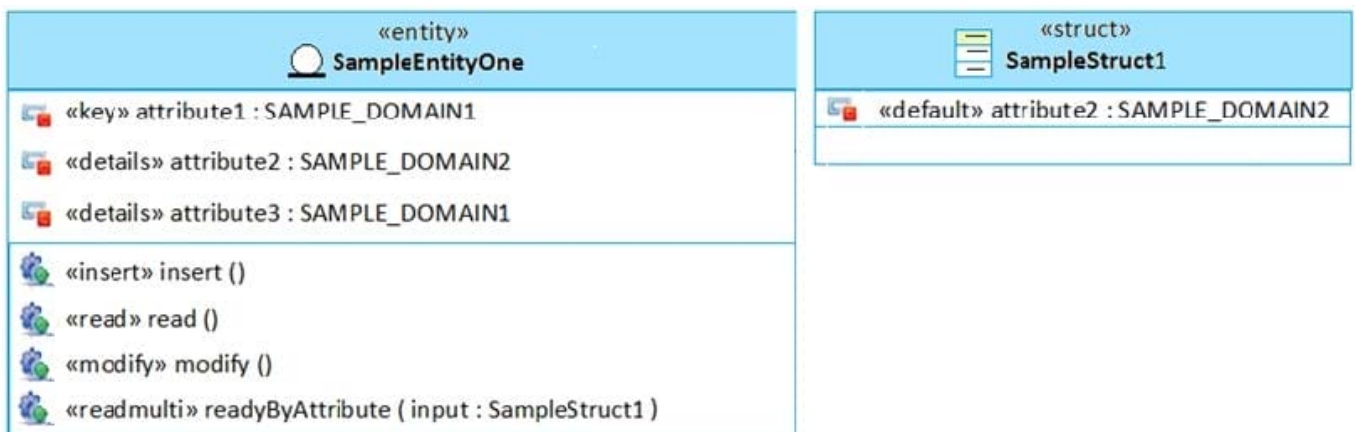 «entity»
SampleEntityOne
«key» attribute1 : SAMPLE_DOMAIN1
«details» attribute2 : SAMPLE_DOMAIN2
«details» attribute3 : SAMPLE_DOMAIN1
«insert» insert ()
«read» read ()
«modify» modify ()
«readmulti» readyByAttribute ( input : SampleStruct1 )
«struct»
SampleStruct1
«default» attribute2 : SAMPLE_DOMAIN2